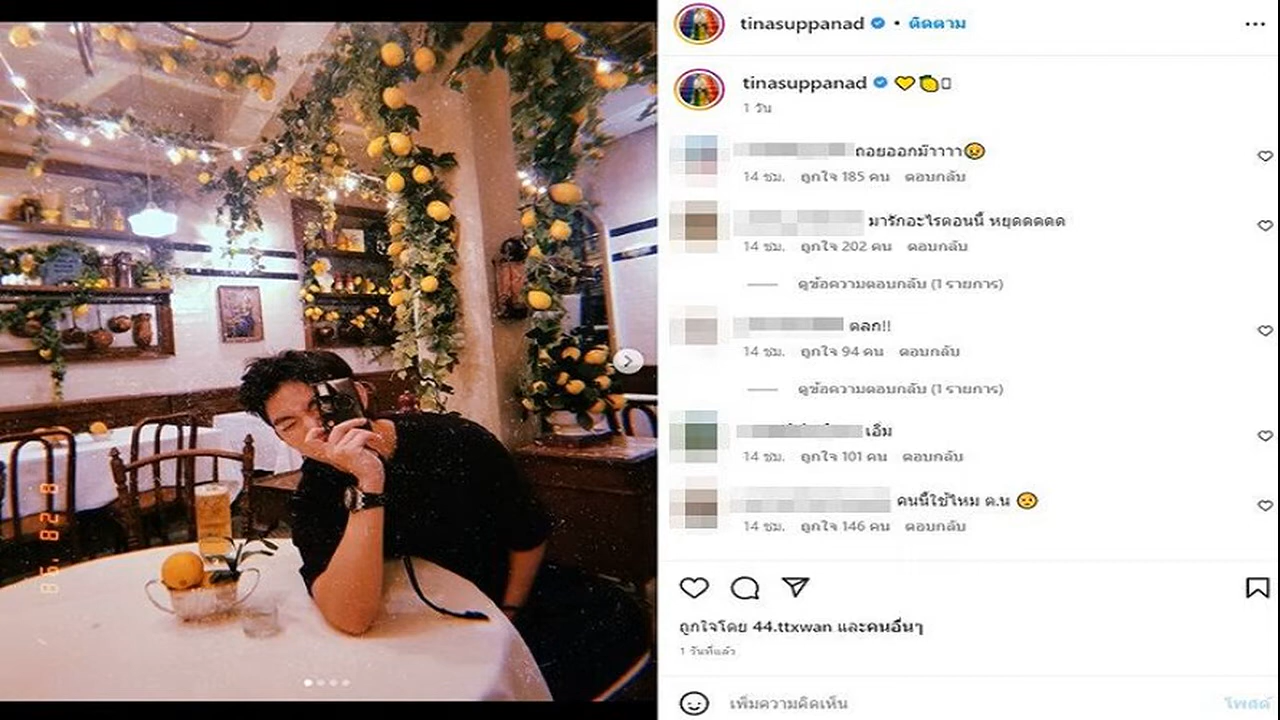 tinasuppanad • ติดตาม
tinasuppanad 💛🍋
1 วัน
ถอยออกม๊าาาา😢
14 ชม. ถูกใจ 185 คน ตอบกลับ
มารักอะไรตอนนี้ หยุดดดดดด
14 ชม. ถูกใจ 202 คน ตอบกลับ
ดูข้อความตอบกลับ (1 รายการ)
ตลก!!
14 ชม. ถูกใจ 94 คน ตอบกลับ
ดูข้อความตอบกลับ (1 รายการ)
เอิ่ม
14 ชม. ถูกใจ 101 คน ตอบกลับ
คนนี้ใช่ไหม ต.น 😟
14 ชม. ถูกใจ 146 คน ตอบกลับ
ถูกใจโดย 44.ttxwan และคนอื่นๆ
1 วันที่แล้ว
เพิ่มความคิดเห็น
โพสต์
8 28 '98